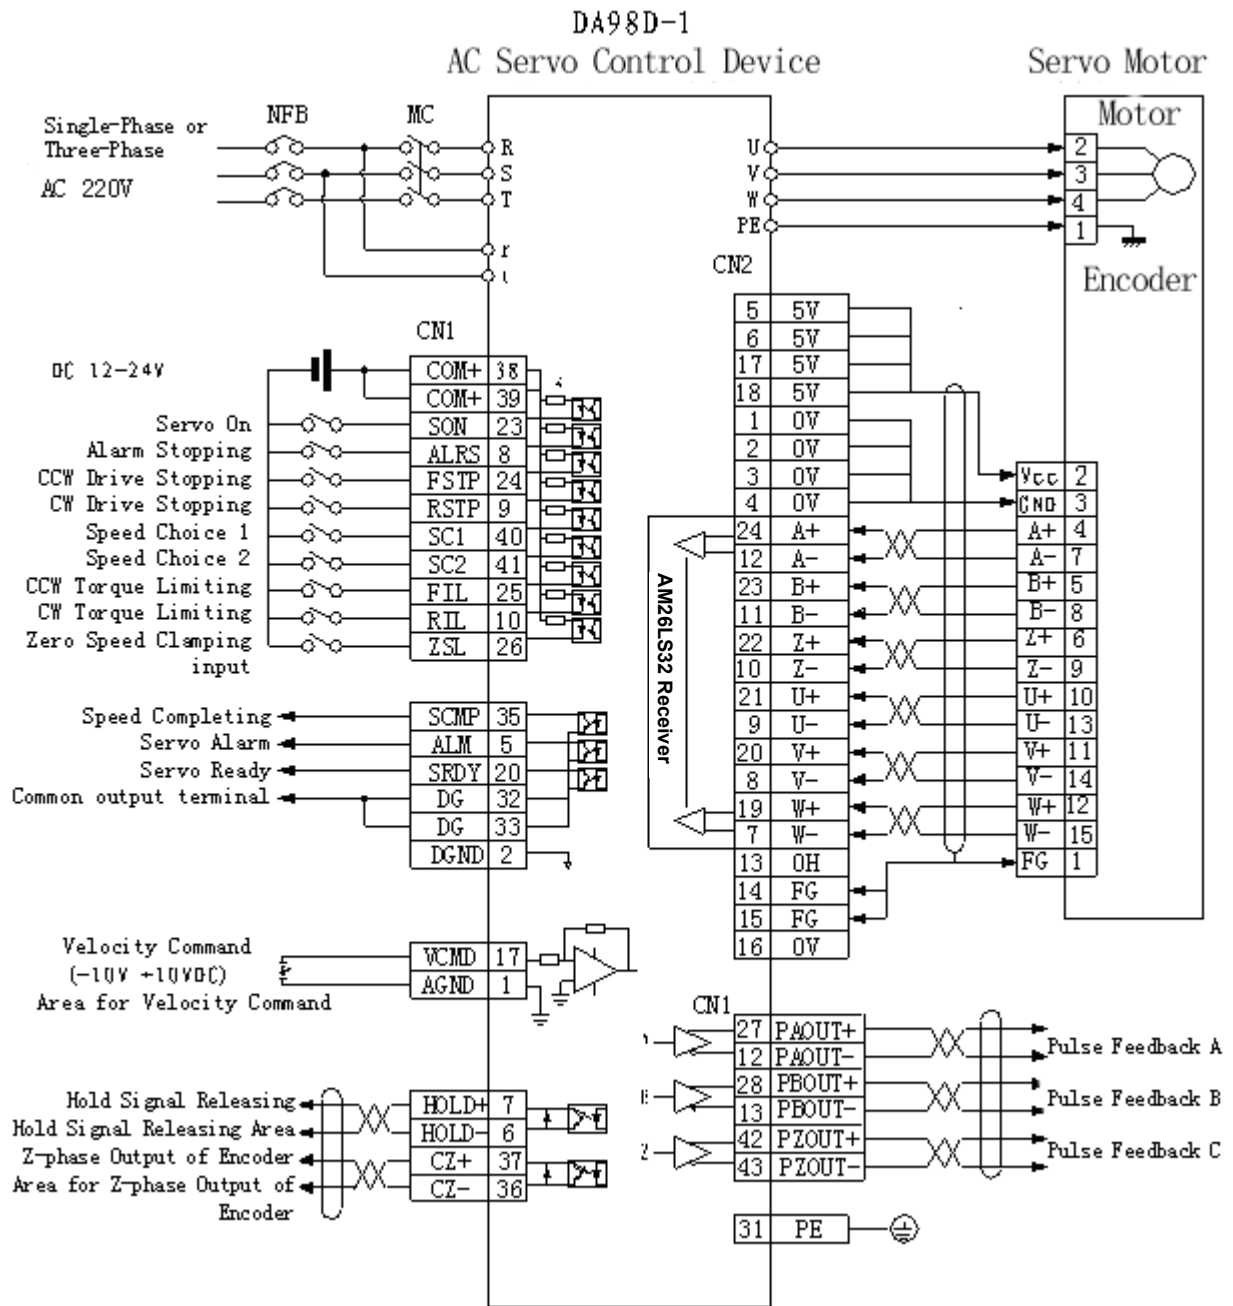 DA98D-1
AC Servo Control Device
Servo Motor
NFB
MC
Single-Phase or
Three-Phase
AC 220V
R
S
T
r
t
U
V
W
PE
Motor
2
3
4
1
Encoder
CN2
5 5V
6 5V
17 5V
18 5V
1 0V
2 0V
3 0V
4 0V
24 A+
12 A-
23 B+
11 B-
22 Z+
10 Z-
21 U+
9 U-
20 V+
8 V-
19 W+
7 W-
13 OH
14 FG
15 FG
16 0V
AM26LS32 Receiver
Vcc 2
GND 3
A+ 4
A- 7
B+ 5
B- 8
Z+ 6
Z- 9
U+ 10
U- 13
V+ 11
V- 14
W+ 12
W- 15
FG 1
CN1
DC 12-24V
COM+ 38
COM+ 39
Servo On SON 23
Alarm Stopping ALRS 8
CCW Drive Stopping FSTP 24
CW Drive Stopping RSTP 9
Speed Choice 1 SC1 40
Speed Choice 2 SC2 41
CCW Torque Limiting FIL 25
CW Torque Limiting RIL 10
Zero Speed Clamping ZSL 26
input
Speed Completing SCMP 35
Servo Alarm ALM 5
Servo Ready SRDY 20
Common output terminal DG 32
DG 33
DGND 2
Velocity Command VCMD 17
(-10V +10VDC)
AGND 1
Area for Velocity Command
Hold Signal Releasing HOLD+ 7
Hold Signal Releasing Area HOLD- 6
Z-phase Output of Encoder CZ+ 37
Area for Z-phase Output of CZ- 36
Encoder
CN1
27 PAOUT+
12 PAOUT-
Pulse Feedback A
28 PBOUT+
13 PBOUT-
Pulse Feedback B
42 PZOUT+
43 PZOUT-
Pulse Feedback C
31 PE